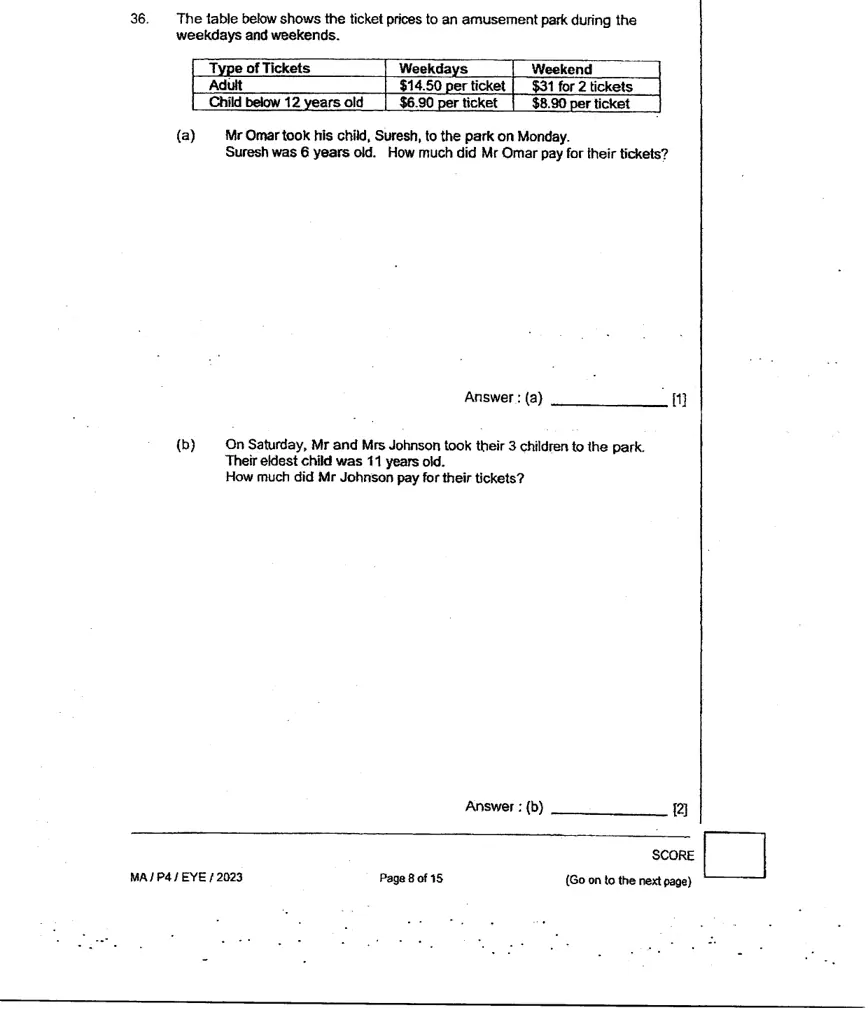 36. The table below shows the ticket prices to an amusement park during the
weekdays and weekends.
Type of Tickets Weekdays Weekend
Adult $14.50 per ticket $31 for 2 tickets
Child below 12 years old $6.90 per ticket $8.90 per ticket
(a) Mr Omar took his child, Suresh, to the park on Monday.
Suresh was 6 years old. How much did Mr Omar pay for their tickets?
Answer : (a) ____________ [1]
(b) On Saturday, Mr and Mrs Johnson took their 3 children to the park.
Their eldest child was 11 years old.
How much did Mr Johnson pay for their tickets?
Answer : (b) ____________ [2]
SCORE
MA / P4 / EYE / 2023 Page 8 of 15 (Go on to the next page)